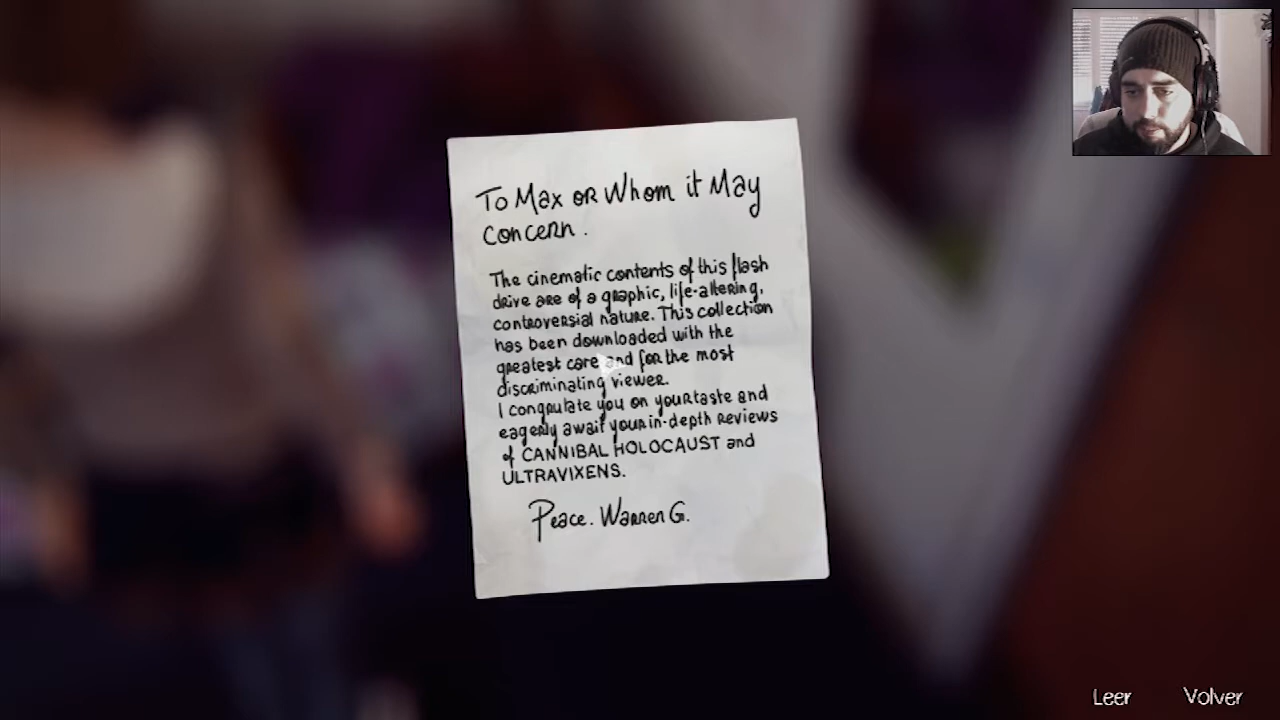 To Max or Whom it May
Concern.
The cinematic contents of this flash
drive are of a graphic, life-altering,
controversial nature. This collection
has been downloaded with the
greatest care and for the most
discriminating viewer.
I congrulate you on your taste and
eagerly await your in-depth reviews
of CANNIBAL HOLOCAUST and
ULTRAVIXENS.
Peace. Warren G.
Leer Volver